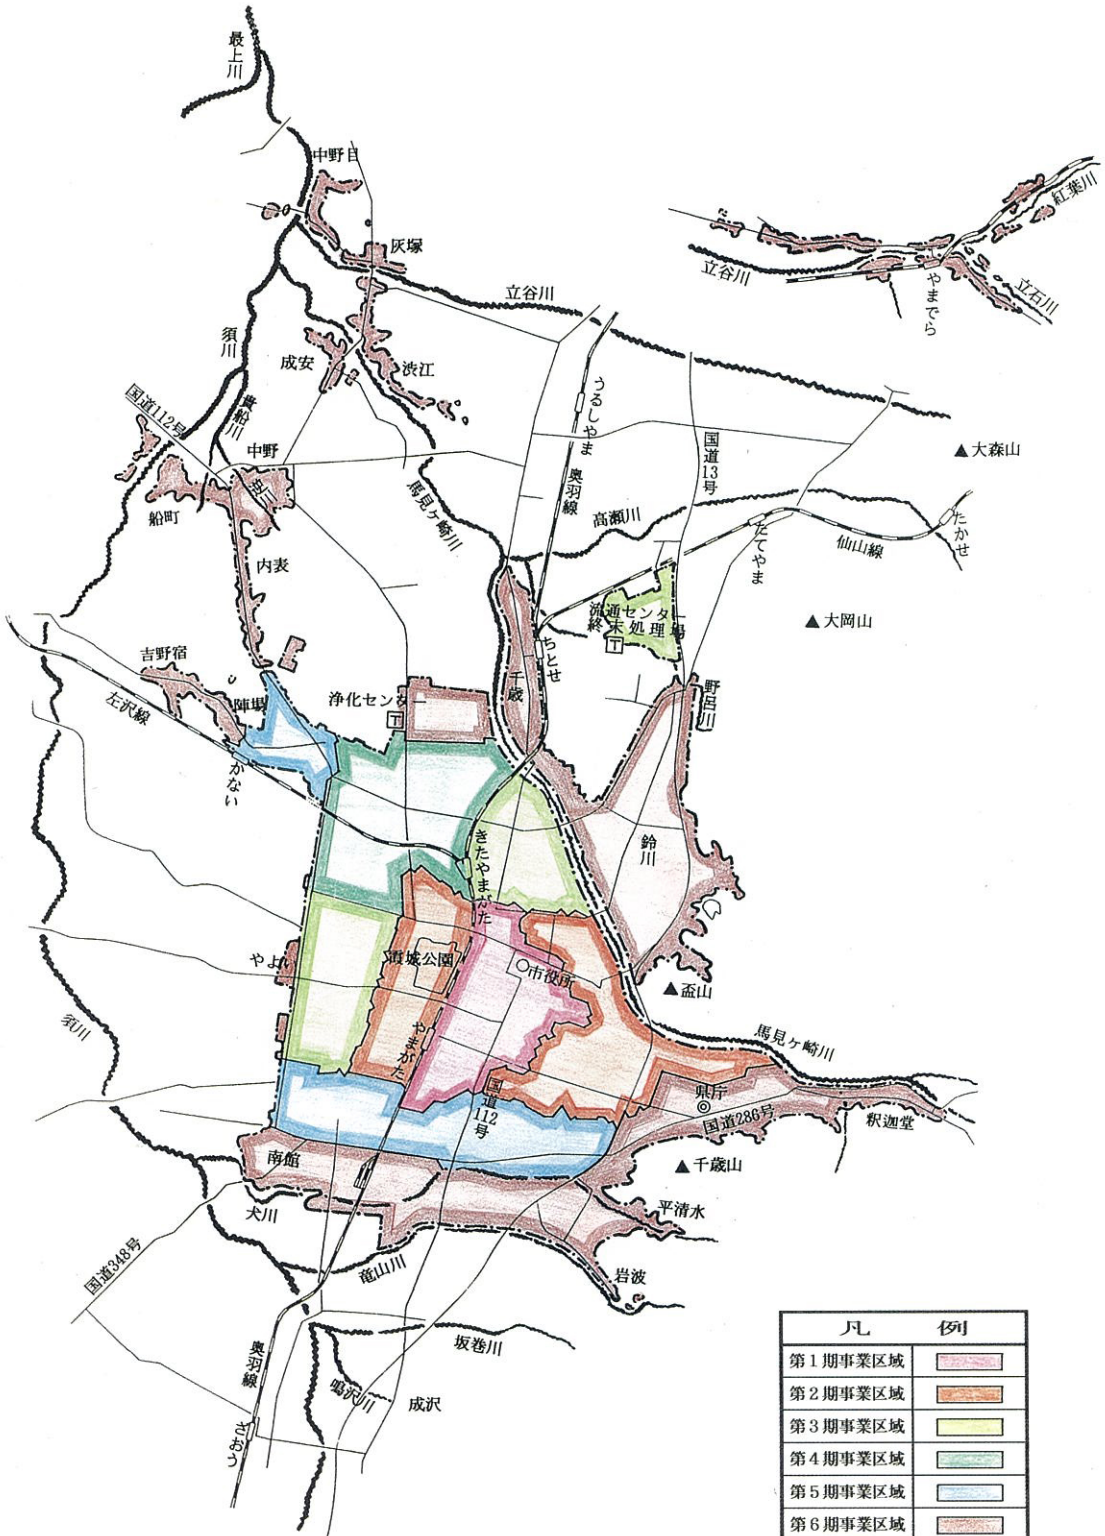 最上川
中野目
紅葉川
灰塚
立谷川
立石川
やまでら
立谷川
須川
成安
渋江
うるしやま
国道112号
貴船川
中野
国道13号
大森山
奥羽線
船町
馬見ヶ崎川
高瀬川
たてやま
仙山線
たかせ
内表
流通センター
終末処理場
大岡山
ちとせ
吉野宿
千歳
野呂川
左沢線
陣場
浄化センター
かない
鈴川
きたやまがた
やよい
霞城公園
市役所
盃山
須川
やまがた
馬見ヶ崎川
国道112号
県庁
国道286号
釈迦堂
南館
千歳山
犬川
平清水
国道348号
竜山川
岩波
坂巻川
奥羽線
鳴沢川
成沢
さおう
凡 例
第1期事業区域
第2期事業区域
第3期事業区域
第4期事業区域
第5期事業区域
第6期事業区域